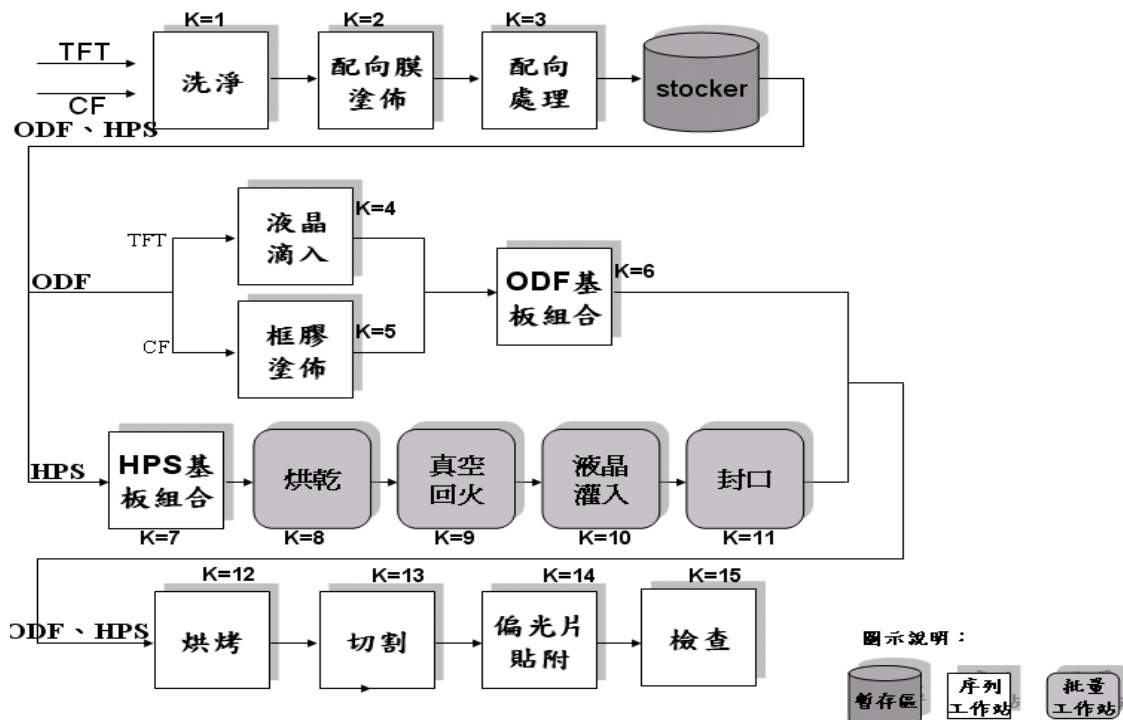 K=1
K=2
K=3
TFT
CF
洗淨
配向膜
塗佈
配向
處理
stocker
ODF、HPS
K=4
液晶
滴入
TFT
ODF
K=6
ODF基
板組合
K=5
框膠
塗佈
CF
HPS
HPS基
板組合
烘乾
真空
回火
液晶
灌入
封口
K=7
K=8
K=9
K=10
K=11
K=12
K=13
K=14
K=15
ODF、HPS
烘烤
切割
偏光片
貼附
檢查
圖示說明：
暫存區
序列
工作站
批量
工作站